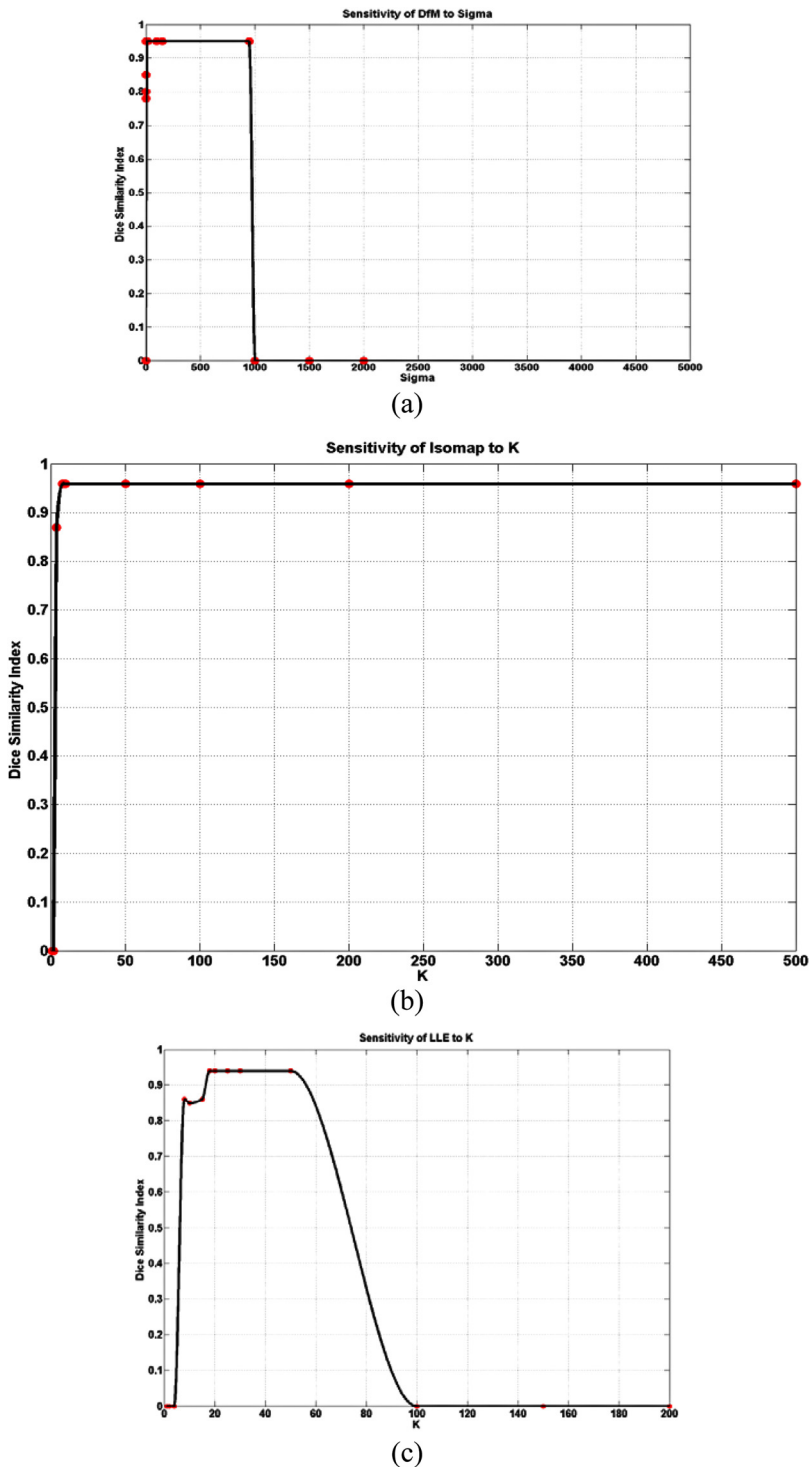 Sensitivity of DfM to Sigma
Dice Similarity Index
1
0.9
0.8
0.7
0.6
0.5
0.4
0.3
0.2
0.1
0
0 500 1000 1500 2000 2500 3000 3500 4000 4500 5000
Sigma
(a)
Sensitivity of Isomap to K
Dice Similarity Index
1
0.9
0.8
0.7
0.6
0.5
0.4
0.3
0.2
0.1
0
0 50 100 150 200 250 300 350 400 450 500
K
(b)
Sensitivity of LLE to K
Dice Similarity Index
1
0.9
0.8
0.7
0.6
0.5
0.4
0.3
0.2
0.1
0
0 20 40 60 80 100 120 140 160 180 200
K
(c)